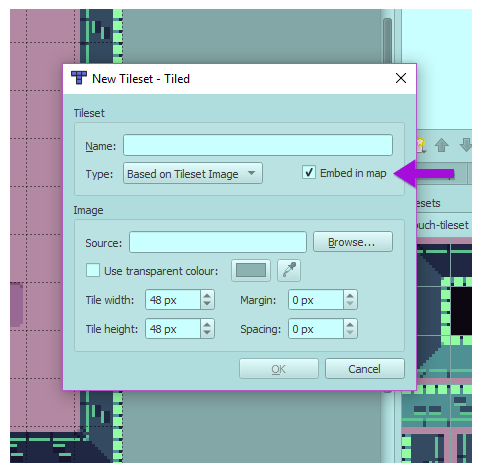 New Tileset - Tiled
Tileset
Name:
Type: Based on Tileset Image Embed in map
Image
Source: Browse...
Use transparent colour:
Tile width: 48 px Margin: 0 px
Tile height: 48 px Spacing: 0 px
OK Cancel
esets
ouch-tileset